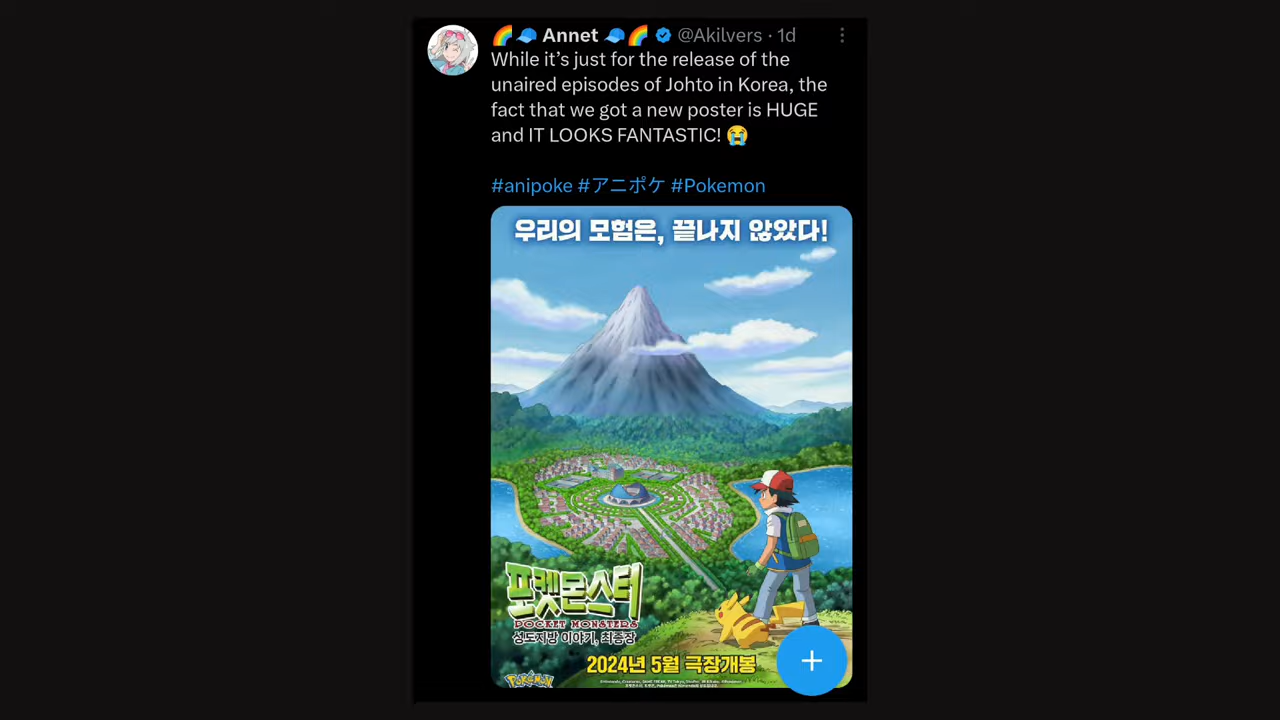 🌈🧢 Annet 🧢🌈 @Akilvers · 1d
While it’s just for the release of the
unaired episodes of Johto in Korea, the
fact that we got a new poster is HUGE
and IT LOOKS FANTASTIC! 😭
#anipoke #アニポケ #Pokemon
우리의 모험은, 끝나지 않았다!
포켓몬스터
POCKET MONSTERS
성도지방 이야기, 최종장
2024년 5월 극장개봉
POKEMON